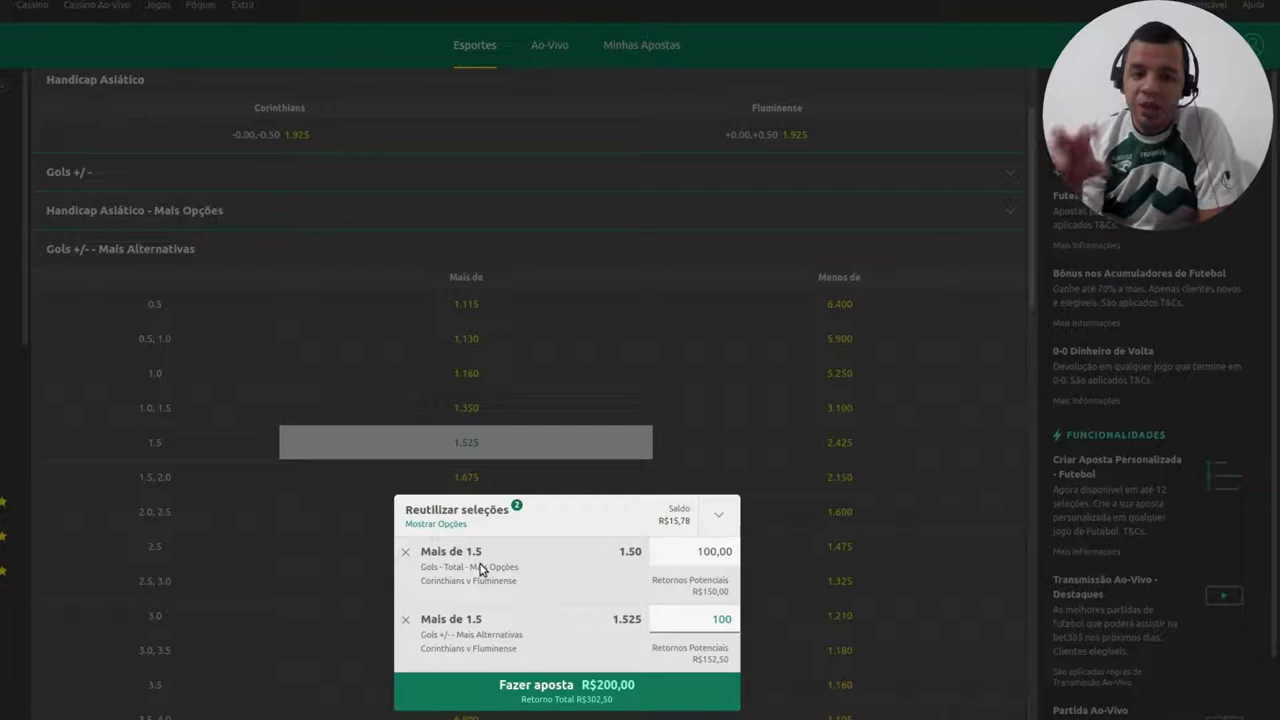 Cassino Cassino Ao-Vivo Jogos Pôquer Extra Ajuda
Esportes Ao-Vivo Minhas Apostas
Handicap Asiático
Corinthians Fluminense
-0.00,-0.50 1.925 +0.00,+0.50 1.925
Gols +/ -
Handicap Asiático - Mais Opções
Gols +/- - Mais Alternativas
Mais de Menos de
0.5 1.115 6.400
0.5, 1.0 1.130 5.900
1.0 1.160 5.250
1.0, 1.5 1.350 3.100
1.5 1.525 2.425
1.5, 2.0 1.675 2.150
2.0, 2.5 1.600
2.5 1.475
2.5, 3.0 1.325
3.0 1.210
3.0, 3.5 1.180
3.5 1.160
Reutilizar seleções 2
Mostrar Opções
Saldo
R$15,78
Mais de 1.5 1.50 100,00
Gols - Total - Mais Opções
Corinthians v Fluminense
Retornos Potenciais
R$150,00
Mais de 1.5 1.525 100
Gols +/- - Mais Alternativas
Corinthians v Fluminense
Retornos Potenciais
R$152,50
Fazer aposta R$200,00
Retorno Total R$302,50
aplicados T&Cs.
Mais Informações
Bônus nos Acumuladores de Futebol
Ganhe até 70% a mais. Apenas clientes novos
e elegíveis. São aplicados T&Cs.
Mais Informações
0-0 Dinheiro de Volta
Devolução em qualquer jogo que termine em
0-0. São aplicados T&Cs.
Mais Informações
FUNCIONALIDADES
Criar Aposta Personalizada
- Futebol
Agora disponível em até 12
seleções. Crie a sua aposta
personalizada em qualquer
jogo de Futebol.
Mais Informações
Transmissão Ao-Vivo -
Destaques
As melhores partidas de
futebol que poderá assistir na
bet365 nos próximos dias.
Clientes elegíveis.
São aplicadas regras de
Transmissão Ao-Vivo
Partida Ao-Vivo